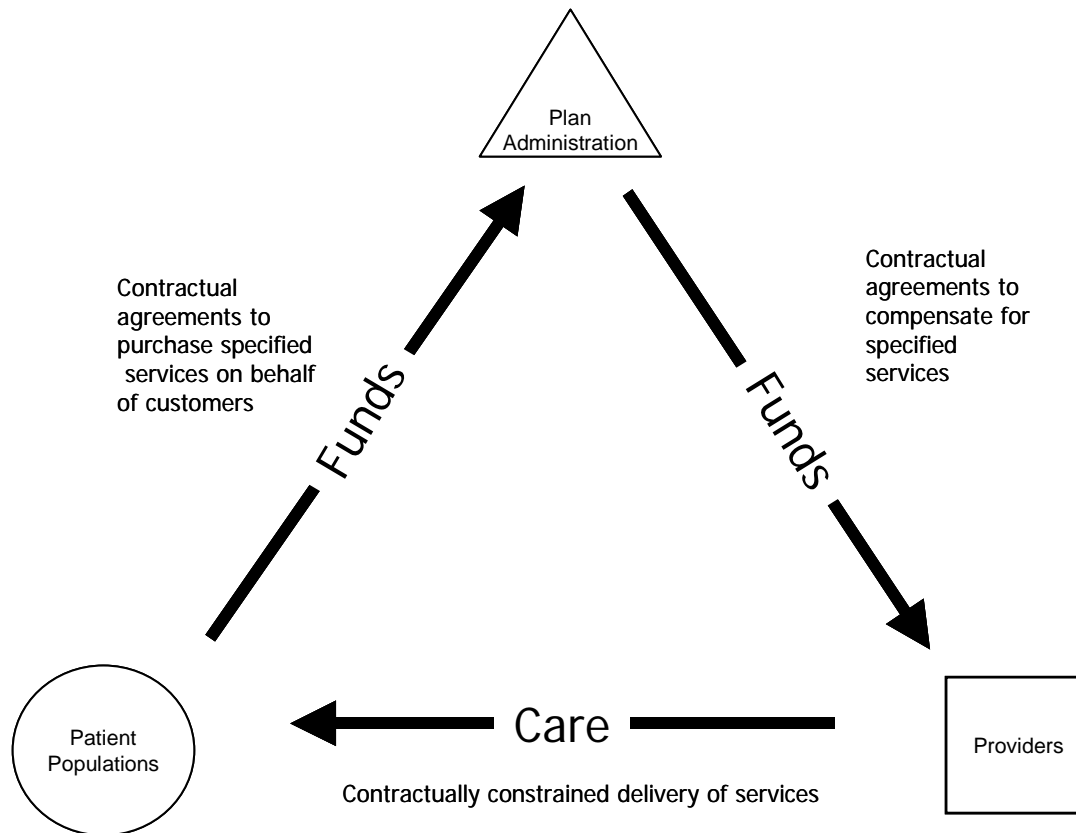 Plan
Administration
Contractual
agreements to
purchase specified
services on behalf
of customers
Funds
Funds
Contractual
agreements to
compensate for
specified
services
Patient
Populations
Care
Providers
Contractually constrained delivery of services